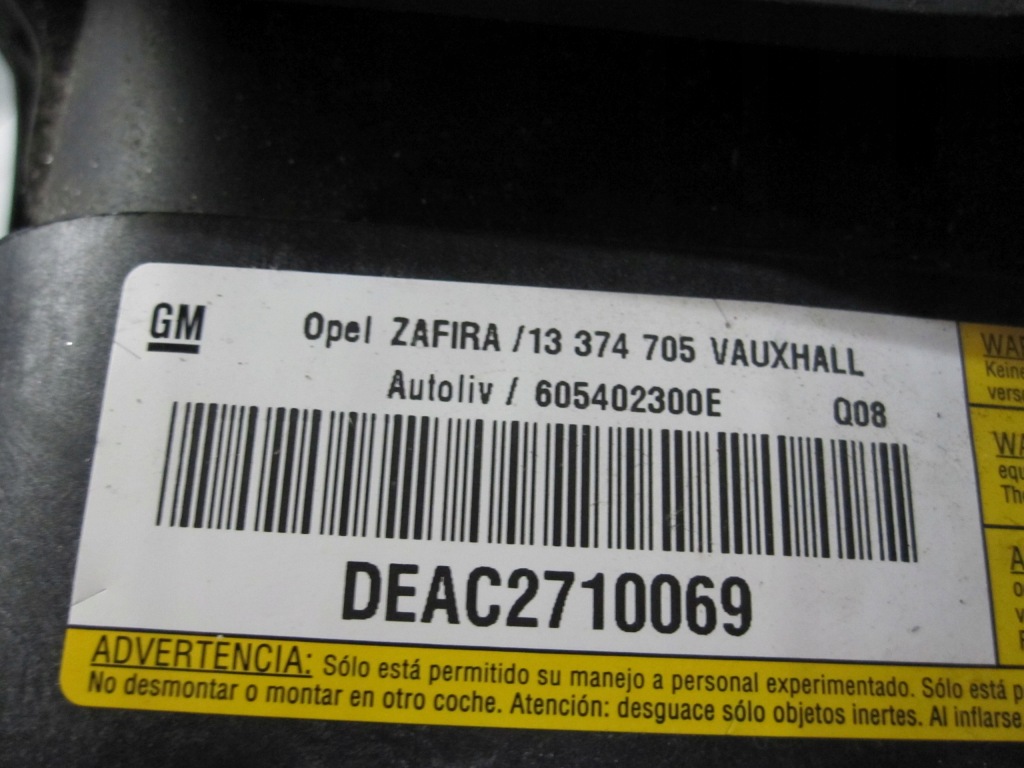 GM
Opel ZAFIRA /13 374 705 VAUXHALL
Autoliv / 605402300E Q08
DEAC2710069
ADVERTENCIA: Sólo está permitido su manejo a personal experimentado. Sólo está
No desmontar o montar en otro coche. Atención: desguace sólo objetos inertes. Al inflarse,
Keine